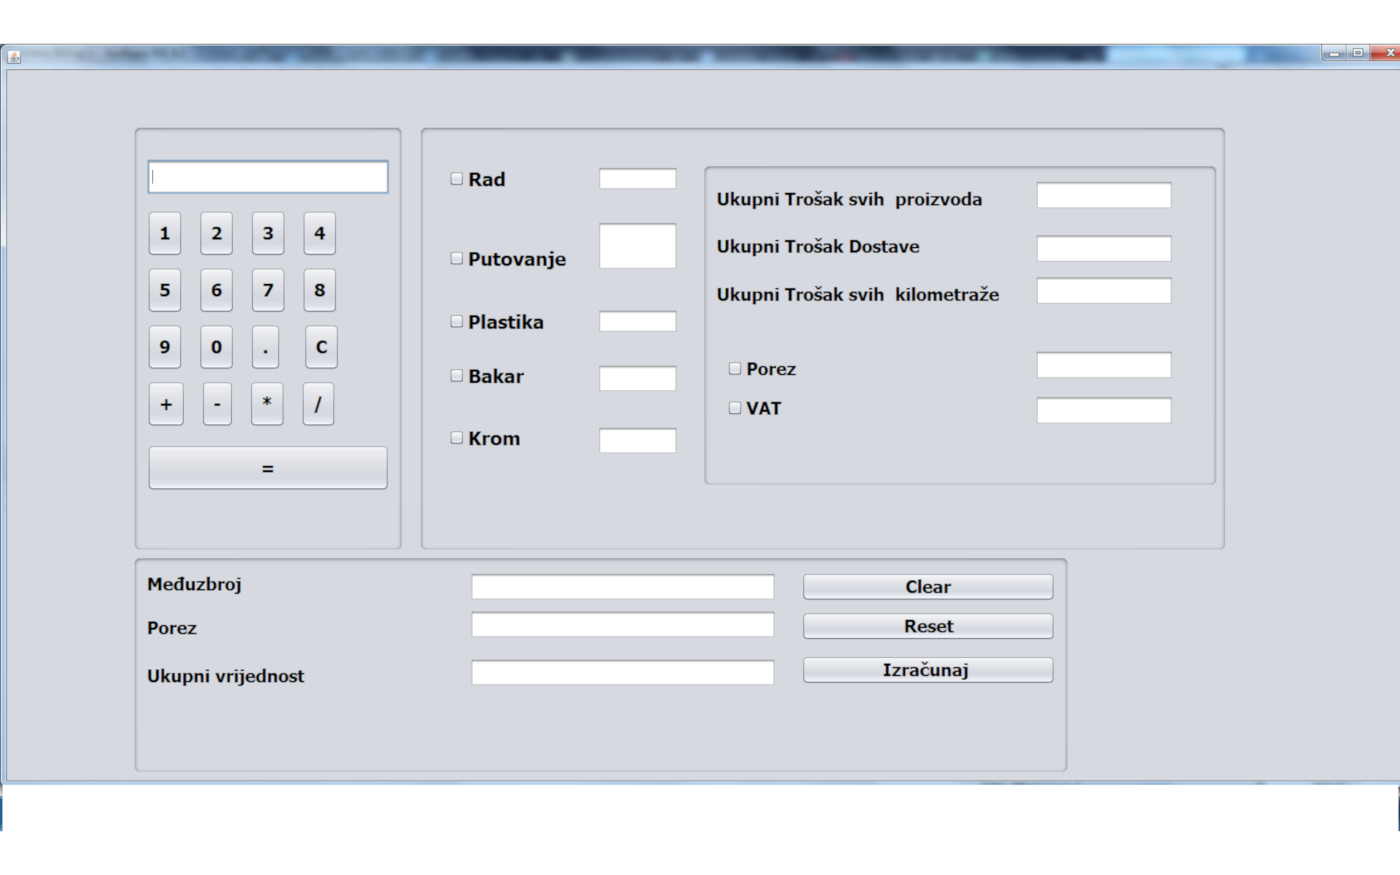 1 2 3 4
5 6 7 8
9 0 . C
+ - * /
=
Rad
Putovanje
Plastika
Bakar
Krom
Ukupni Trošak svih proizvoda
Ukupni Trošak Dostave
Ukupni Trošak svih kilometraže
Porez
VAT
Međuzbroj
Porez
Ukupni vrijednost
Clear
Reset
Izračunaj